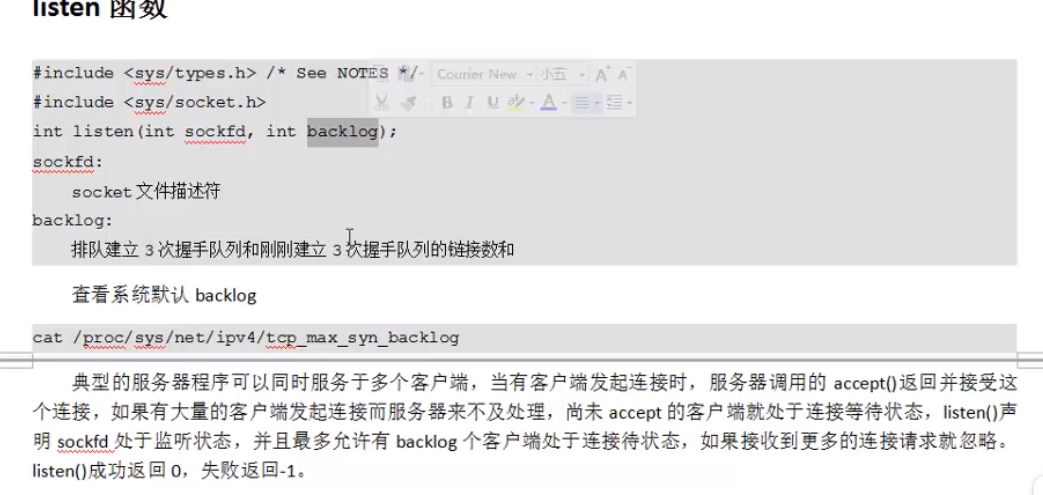 listen 函数
#include <sys/types.h> /* See NOTES */
Courier New 小五 A A
#include <sys/socket.h>
B I U ab A
int listen(int sockfd, int backlog);
sockfd:
socket 文件描述符
backlog:
排队建立 3 次握手队列和刚刚建立 3 次握手队列的链接数和
查看系统默认 backlog
cat /proc/sys/net/ipv4/tcp_max_syn_backlog
典型的服务器程序可以同时服务于多个客户端，当有客户端发起连接时，服务器调用的 accept()返回并接受这
个连接，如果有大量的客户端发起连接而服务器来不及处理，尚未 accept 的客户端就处于连接等待状态，listen()声
明 sockfd 处于监听状态，并且最多允许有 backlog 个客户端处于连接待状态，如果接收到更多的连接请求就忽略。
listen()成功返回 0，失败返回-1。